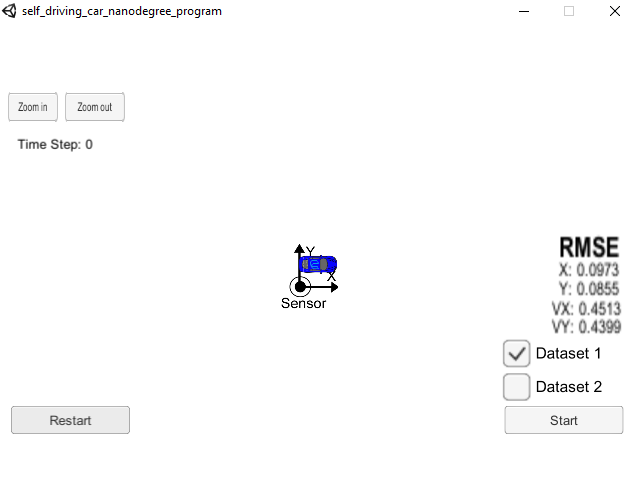 self_driving_car_nanodegree_program
Zoom in
Zoom out
Time Step: 0
Y
X
Sensor
RMSE
X: 0.0973
Y: 0.0855
VX: 0.4513
VY: 0.4399
Dataset 1
Dataset 2
Restart
Start